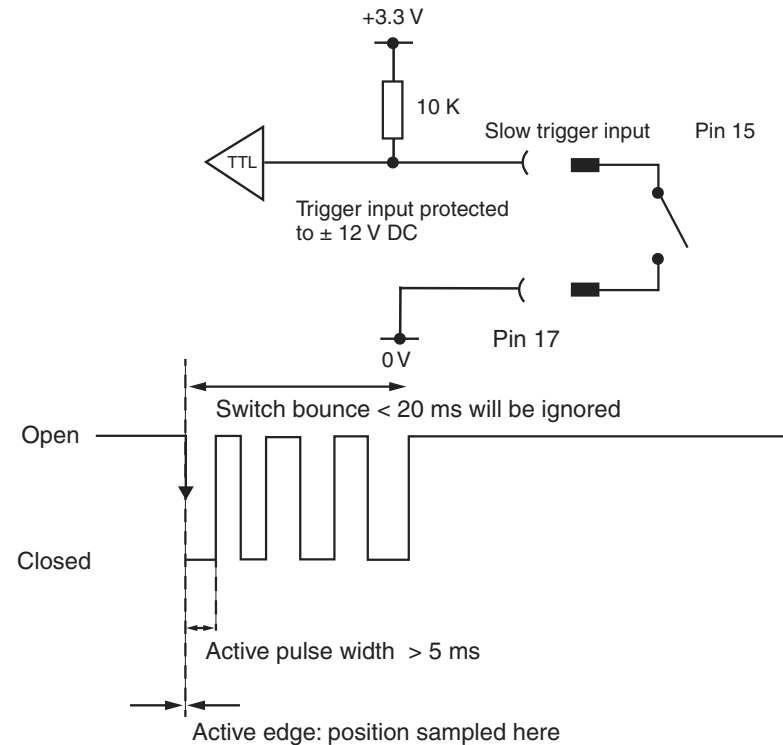 +3.3 V
10 K
Slow trigger input
Pin 15
TTL
Trigger input protected
to ± 12 V DC
Pin 17
0 V
Switch bounce < 20 ms will be ignored
Open
Closed
Active pulse width > 5 ms
Active edge: position sampled here